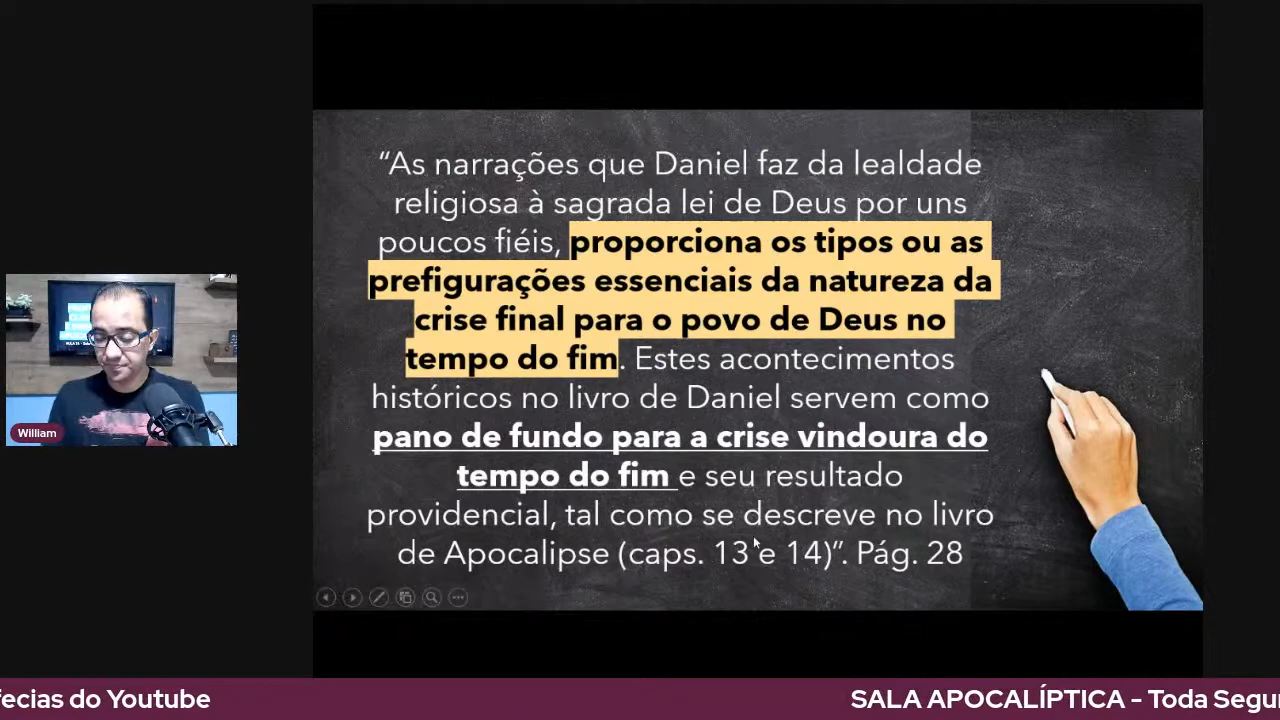 “As narrações que Daniel faz da lealdade
religiosa à sagrada lei de Deus por uns
poucos fiéis, proporciona os tipos ou as
prefigurações essenciais da natureza da
crise final para o povo de Deus no
tempo do fim. Estes acontecimentos
históricos no livro de Daniel servem como
pano de fundo para a crise vindoura do
tempo do fim e seu resultado
providencial, tal como se descreve no livro
de Apocalipse (caps. 13 e 14)”. Pág. 28
William
fecias do Youtube
SALA APOCALÍPTICA - Toda Segu